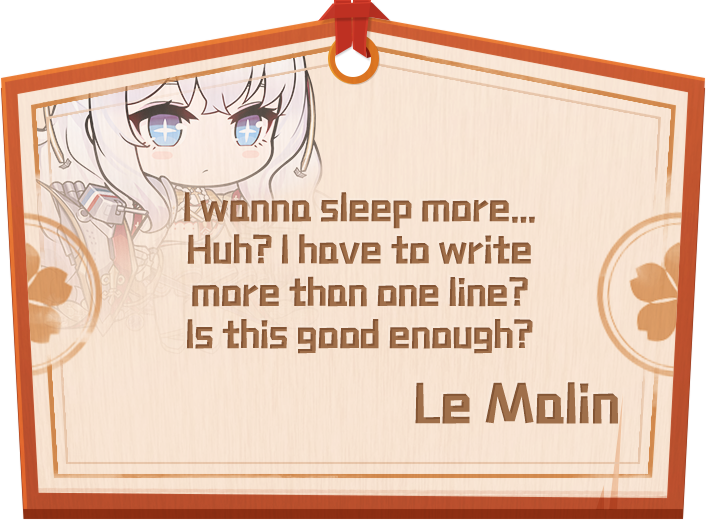 I wanna sleep more...
Huh? I have to write
more than one line?
Is this good enough?
Le Malin